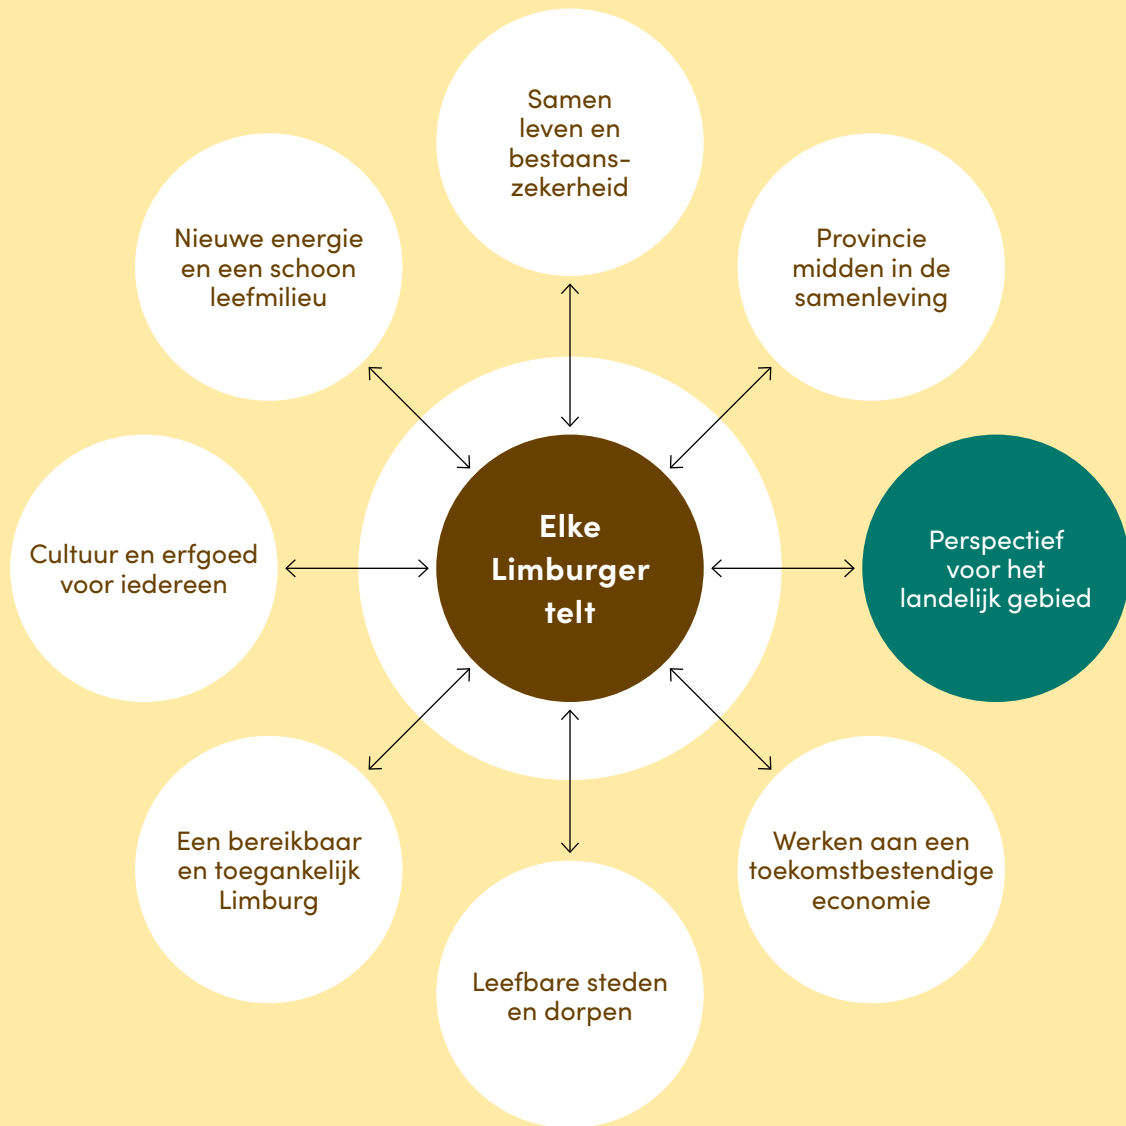 Samen
leven en
bestaans-
zekerheid
Nieuwe energie
en een schoon
leefmilieu
Provincie
midden in de
samenleving
Cultuur en erfgoed
voor iedereen
Elke
Limburger
telt
Perspectief
voor het
landelijk gebied
Een bereikbaar
en toegankelijk
Limburg
Werken aan een
toekomstbestendige
economie
Leefbare steden
en dorpen